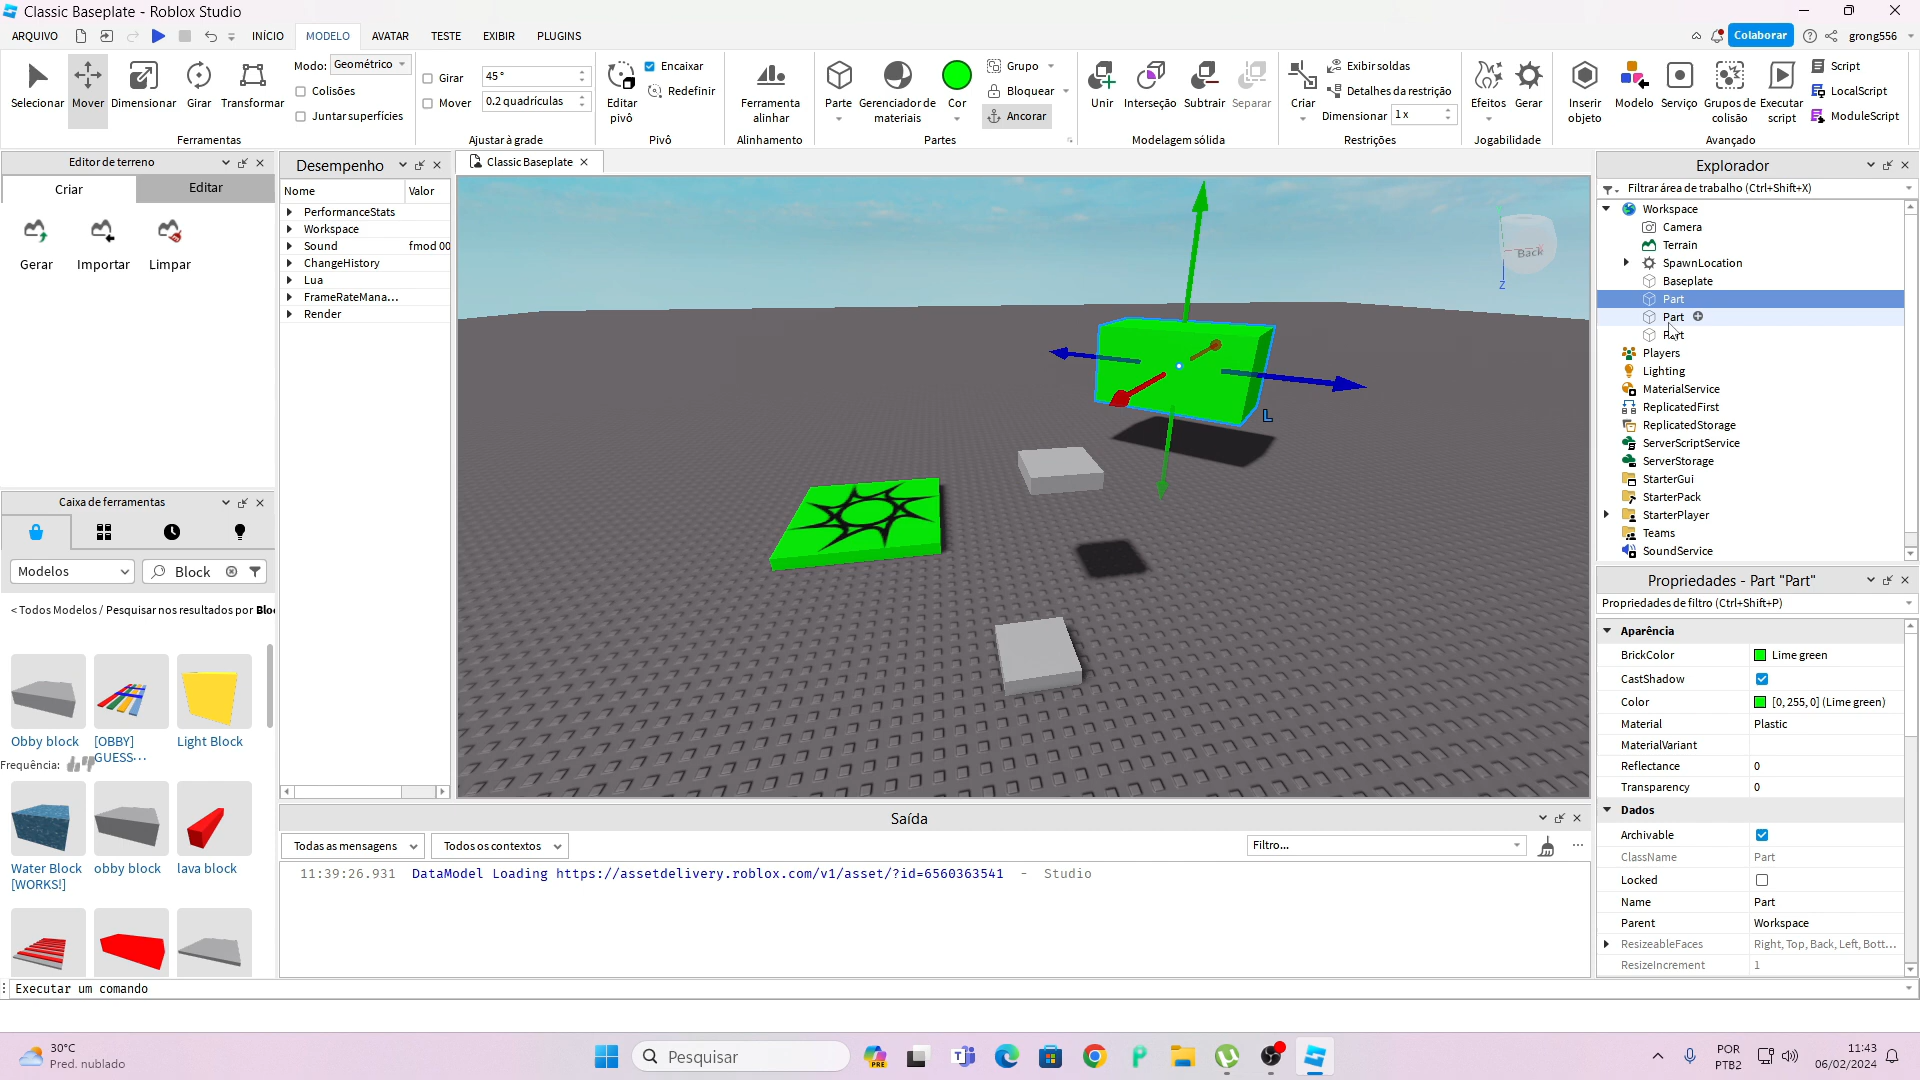 Classic Baseplate - Roblox Studio
ARQUIVO
INÍCIO
MODELO
AVATAR
TESTE
EXIBIR
PLUGINS
Colaborar
grong556
Selecionar
Mover
Dimensionar
Girar
Transformar
Modo: Geométrico
Colisões
Juntar superfícies
Ferramentas
Girar 45°
Mover 0.2 quadrículas
Ajustar à grade
Editar pivô
Encaixar
Redefinir
Pivô
Ferramenta alinhar
Alinhamento
Parte
Gerenciador de materiais
Cor
Grupo
Bloquear
Ancorar
Partes
Unir
Interseção
Subtrair
Separar
Modelagem sólida
Criar
Exibir soldas
Detalhes da restrição
Dimensionar 1 x
Restrições
Efeitos
Gerar
Jogabilidade
Inserir objeto
Modelo
Serviço
Grupos de colisão
Executar script
Script
LocalScript
ModuleScript
Avançado
Editor de terreno
Criar
Editar
Gerar
Importar
Limpar
Caixa de ferramentas
Modelos
Block
< Todos Modelos / Pesquisar nos resultados por Blo
Obby block
[OBBY] GUESS...
Light Block
Frequência:
Water Block [WORKS!]
obby block
lava block
Desempenho
Nome Valor
PerformanceStats
Workspace
Sound fmod 00
ChangeHistory
Lua
FrameRateMana...
Render
Classic Baseplate
Back
Z
L
Saída
Todas as mensagens
Todos os contextos
Filtro...
11:39:26.931 DataModel Loading https://assetdelivery.roblox.com/v1/asset/?id=6560363541 - Studio
Explorador
Filtrar área de trabalho (Ctrl+Shift+X)
Workspace
Camera
Terrain
SpawnLocation
Baseplate
Part
Part
Part
Players
Lighting
MaterialService
ReplicatedFirst
ReplicatedStorage
ServerScriptService
ServerStorage
StarterGui
StarterPack
StarterPlayer
Teams
SoundService
Propriedades - Part "Part"
Propriedades de filtro (Ctrl+Shift+P)
Aparência
BrickColor Lime green
CastShadow
Color [0, 255, 0] (Lime green)
Material Plastic
MaterialVariant
Reflectance 0
Transparency 0
Dados
Archivable
ClassName Part
Locked
Name Part
Parent Workspace
ResizeableFaces Right, Top, Back, Left, Bott...
ResizeIncrement 1
Executar um comando
30°C
Pred. nublado
Pesquisar
PRE
POR
PTB2
11:43
06/02/2024